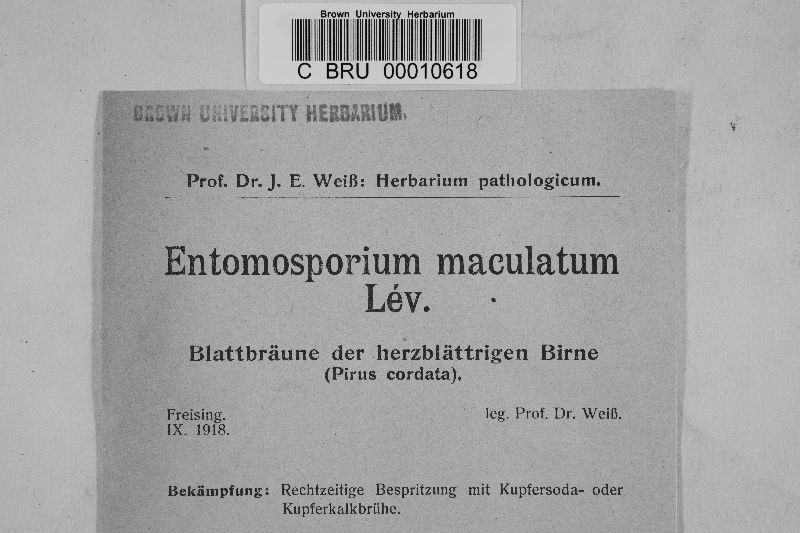 Brown University Herbarium
C BRU 00010618
BROWN UNIVERSITY HERBARIUM.
Prof. Dr. J. E. Weiß: Herbarium pathologicum.
Entomosporium maculatum
Lév.
Blattbräune der herzblättrigen Birne
(Pirus cordata).
Freising. leg. Prof. Dr. Weiß.
IX. 1918.
Bekämpfung: Rechtzeitige Bespritzung mit Kupfersoda- oder
Kupferkalkbrühe.